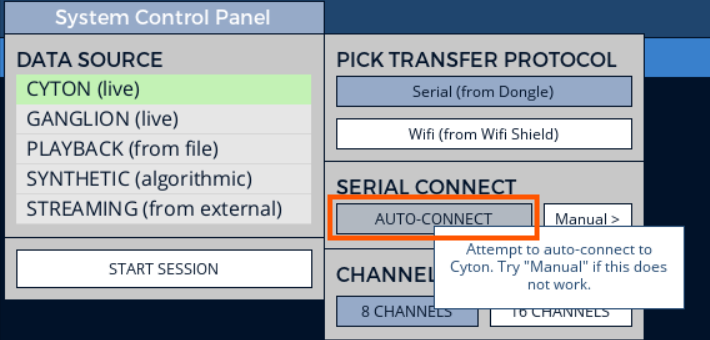 System Control Panel
DATA SOURCE
CYTON (live)
GANGLION (live)
PLAYBACK (from file)
SYNTHETIC (algorithmic)
STREAMING (from external)
START SESSION
PICK TRANSFER PROTOCOL
Serial (from Dongle)
Wifi (from Wifi Shield)
SERIAL CONNECT
AUTO-CONNECT
Manual >
Attempt to auto-connect to
Cyton. Try "Manual" if this does
not work.
8 CHANNELS
16 CHANNELS